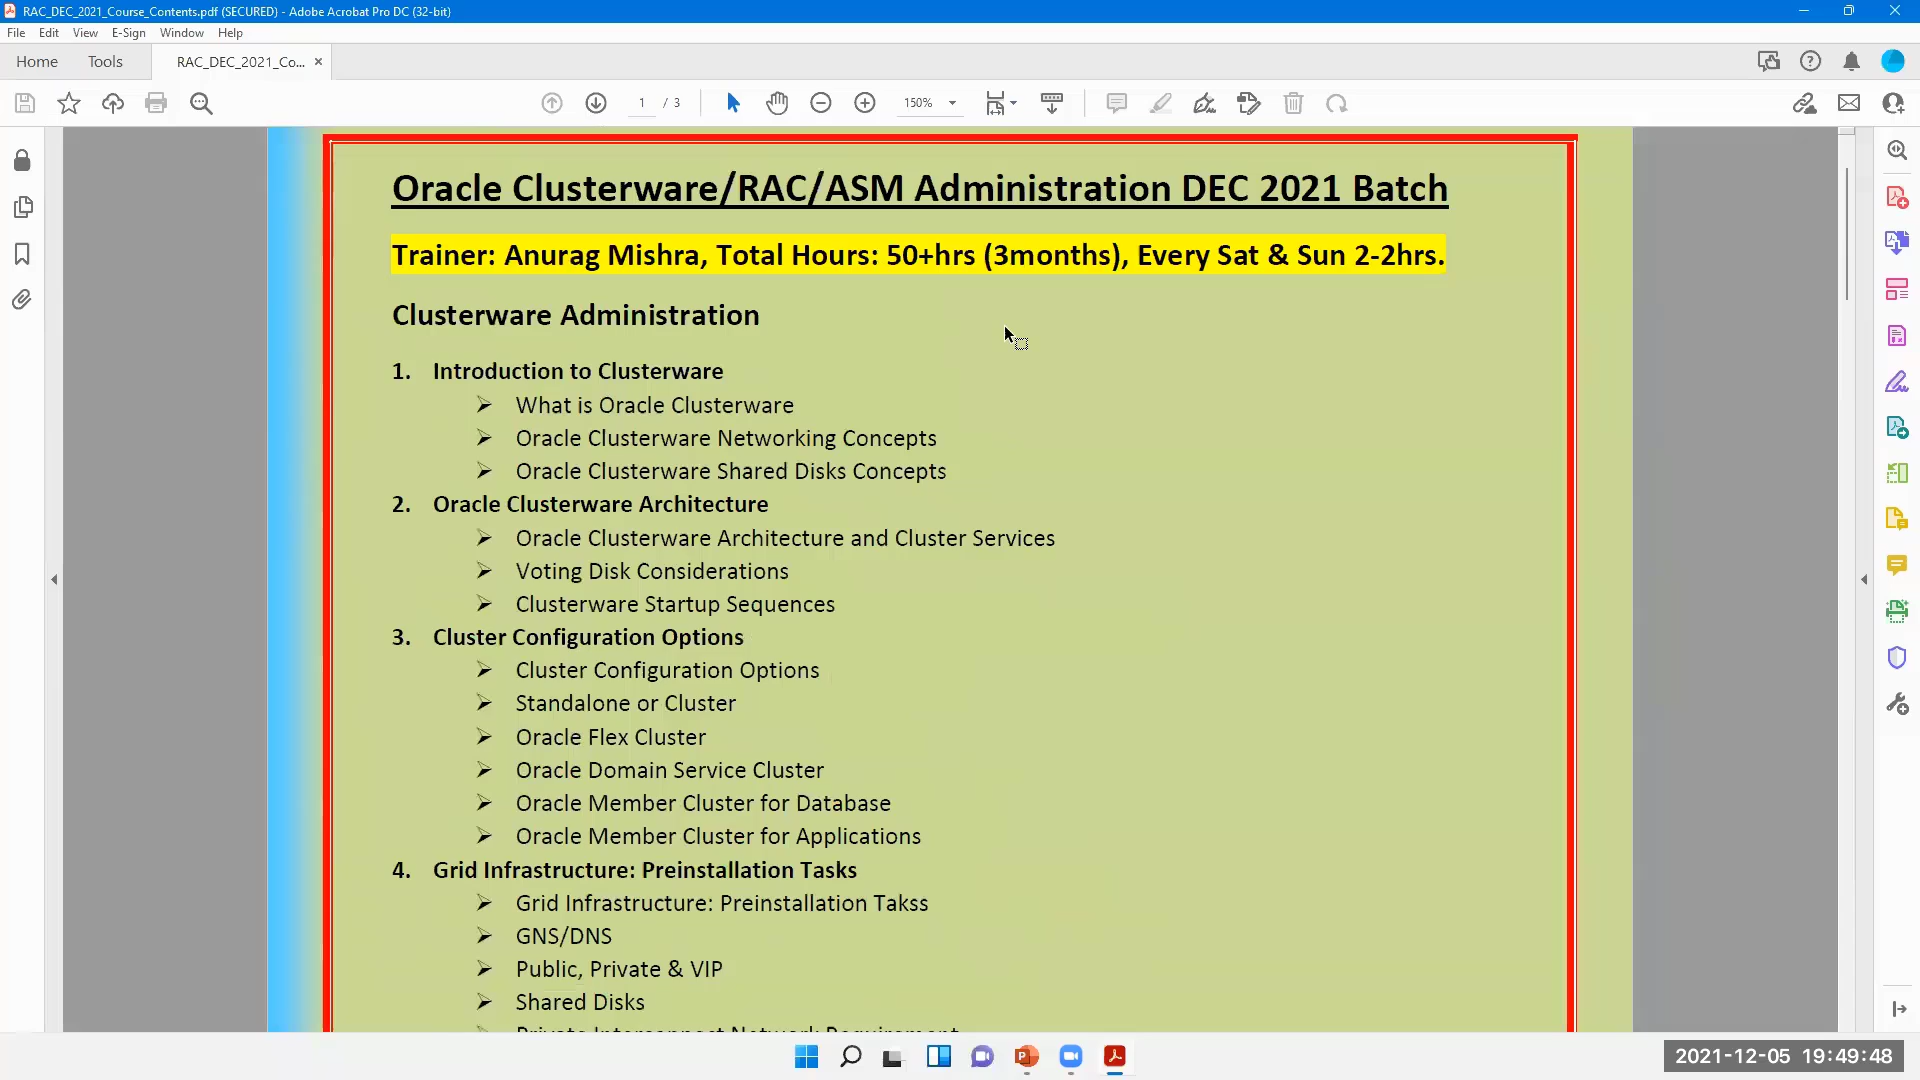 RAC_DEC_2021_Course_Contents.pdf (SECURED) - Adobe Acrobat Pro DC (32-bit)
File Edit View E-Sign Window Help
Home Tools RAC_DEC_2021_Co... ×
1 / 3 150%
Oracle Clusterware/RAC/ASM Administration DEC 2021 Batch
Trainer: Anurag Mishra, Total Hours: 50+hrs (3months), Every Sat & Sun 2-2hrs.
Clusterware Administration
1. Introduction to Clusterware
➢ What is Oracle Clusterware
➢ Oracle Clusterware Networking Concepts
➢ Oracle Clusterware Shared Disks Concepts
2. Oracle Clusterware Architecture
➢ Oracle Clusterware Architecture and Cluster Services
➢ Voting Disk Considerations
➢ Clusterware Startup Sequences
3. Cluster Configuration Options
➢ Cluster Configuration Options
➢ Standalone or Cluster
➢ Oracle Flex Cluster
➢ Oracle Domain Service Cluster
➢ Oracle Member Cluster for Database
➢ Oracle Member Cluster for Applications
4. Grid Infrastructure: Preinstallation Tasks
➢ Grid Infrastructure: Preinstallation Takss
➢ GNS/DNS
➢ Public, Private & VIP
➢ Shared Disks
➢ Private Interconnect Network Requirement
2021-12-05 19:49:48